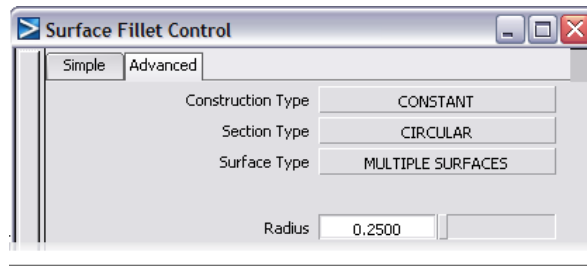 Surface Fillet Control
Simple Advanced
Construction Type CONSTANT
Section Type CIRCULAR
Surface Type MULTIPLE SURFACES
Radius 0.2500